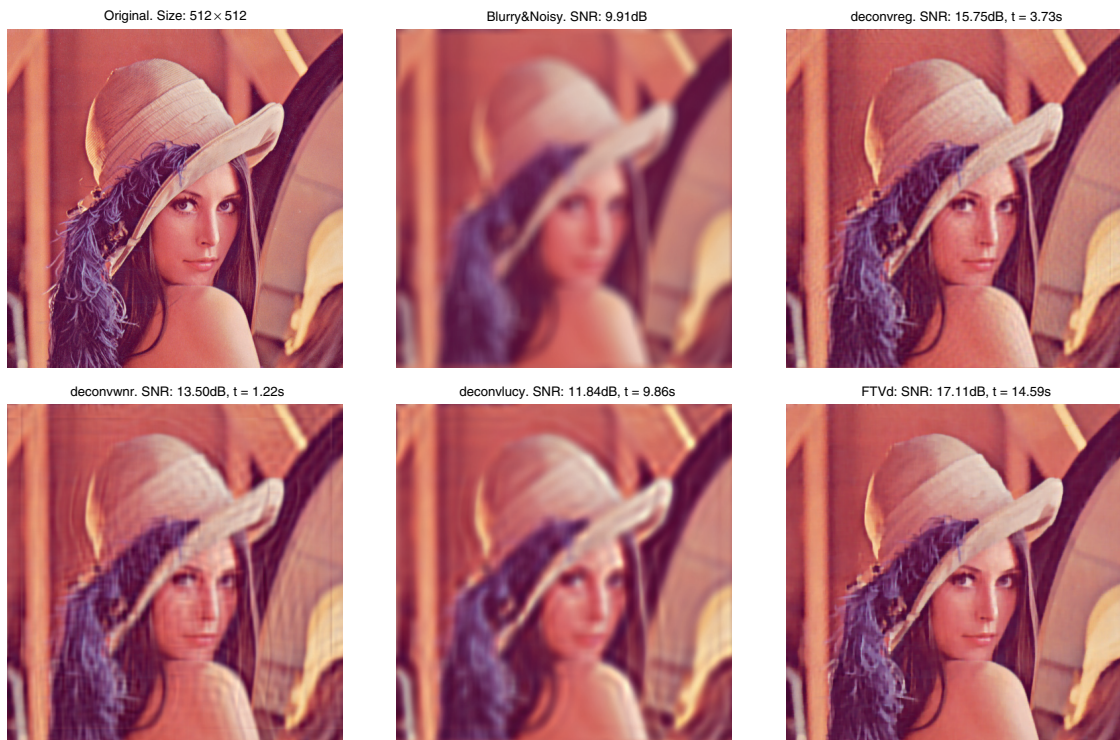 Original. Size: 512×512
Blurry&Noisy. SNR: 9.91dB
deconvreg. SNR: 15.75dB, t = 3.73s
deconvwnr. SNR: 13.50dB, t = 1.22s
deconvlucy. SNR: 11.84dB, t = 9.86s
FTVd: SNR: 17.11dB, t = 14.59s